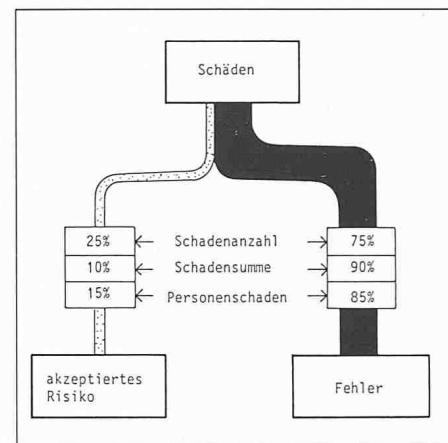 Schäden
25% Schadenanzahl 75%
10% Schadensumme 90%
15% Personenschaden 85%
akzeptiertes
Risiko
Fehler